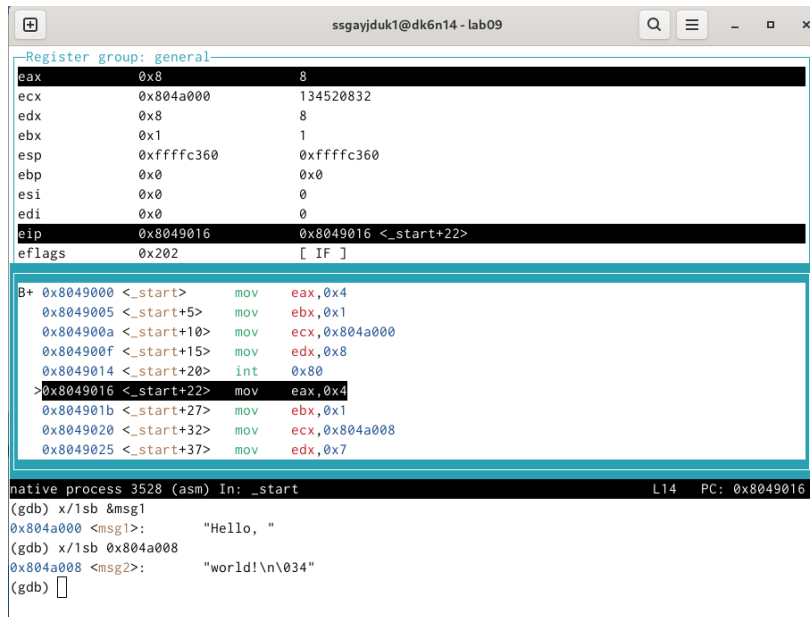 ssgayjduk1@dk6n14 - lab09
Register group: general
eax 0x8 8
ecx 0x804a000 134520832
edx 0x8 8
ebx 0x1 1
esp 0xffffc360 0xffffc360
ebp 0x0 0x0
esi 0x0 0
edi 0x0 0
eip 0x8049016 0x8049016 <_start+22>
eflags 0x202 [ IF ]
B+ 0x8049000 <_start> mov eax,0x4
0x8049005 <_start+5> mov ebx,0x1
0x804900a <_start+10> mov ecx,0x804a000
0x804900f <_start+15> mov edx,0x8
0x8049014 <_start+20> int 0x80
>0x8049016 <_start+22> mov eax,0x4
0x804901b <_start+27> mov ebx,0x1
0x8049020 <_start+32> mov ecx,0x804a008
0x8049025 <_start+37> mov edx,0x7
native process 3528 (asm) In: _start L14 PC: 0x8049016
(gdb) x/1sb &msg1
0x804a000 <msg1>: "Hello, "
(gdb) x/1sb 0x804a008
0x804a008 <msg2>: "world!\n\034"
(gdb)